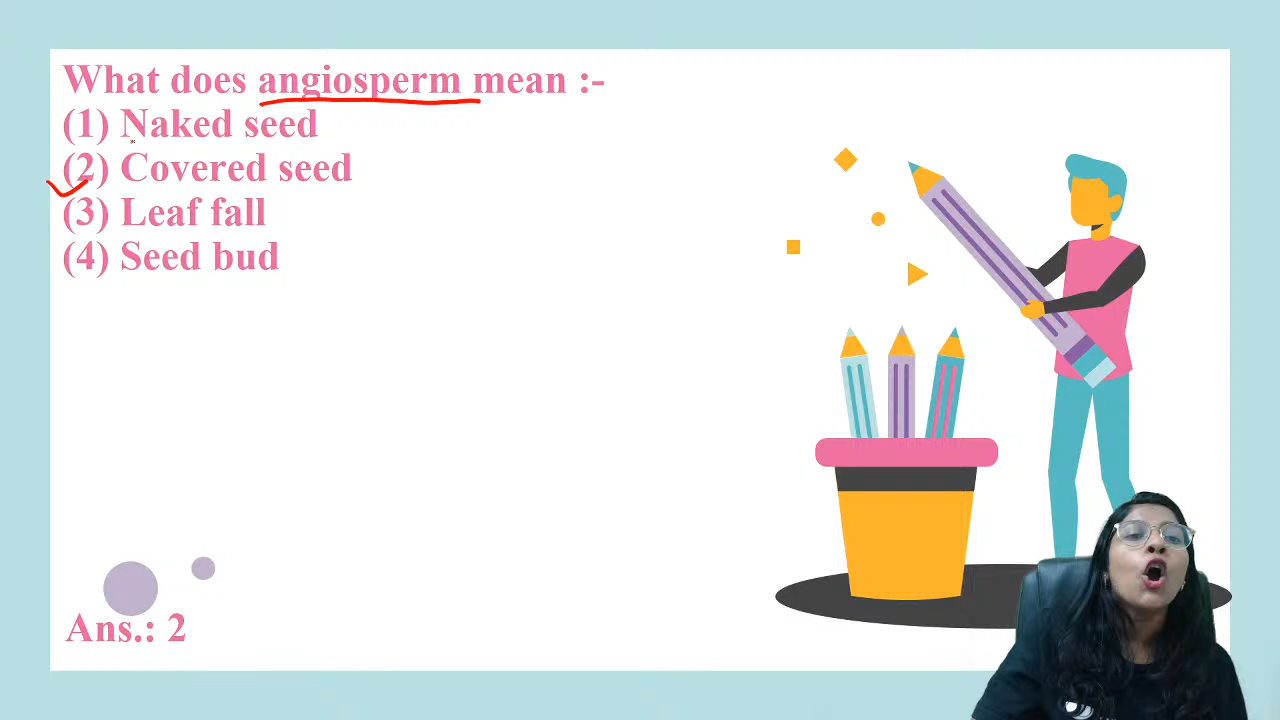 What does angiosperm mean :-
(1) Naked seed
(2) Covered seed
(3) Leaf fall
(4) Seed bud
Ans.: 2